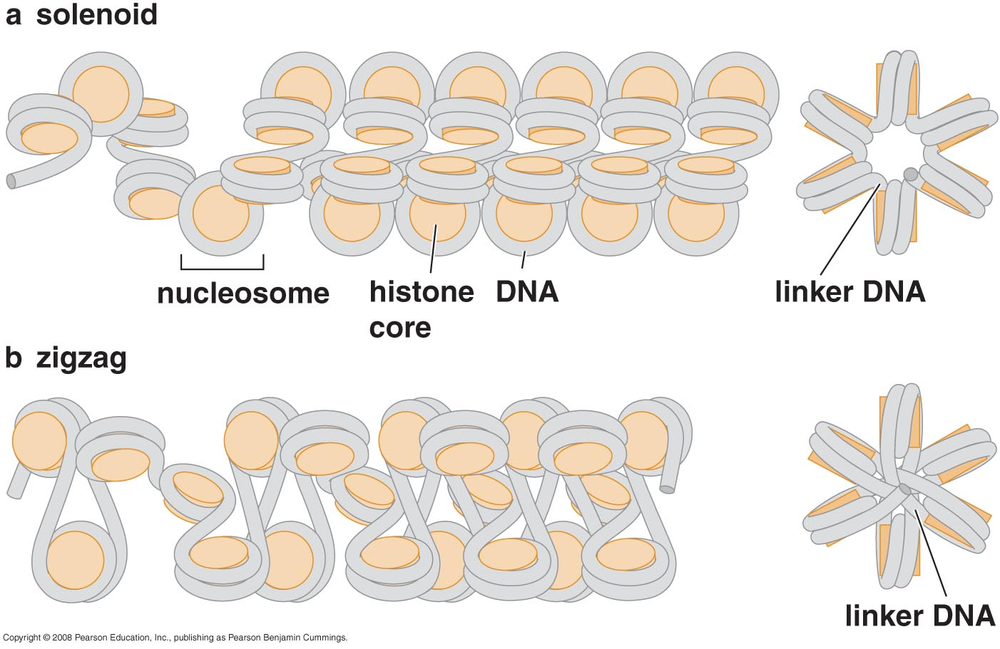 a solenoid
nucleosome
histone
core
DNA
linker DNA
b zigzag
linker DNA
Copyright © 2008 Pearson Education, Inc., publishing as Pearson Benjamin Cummings.